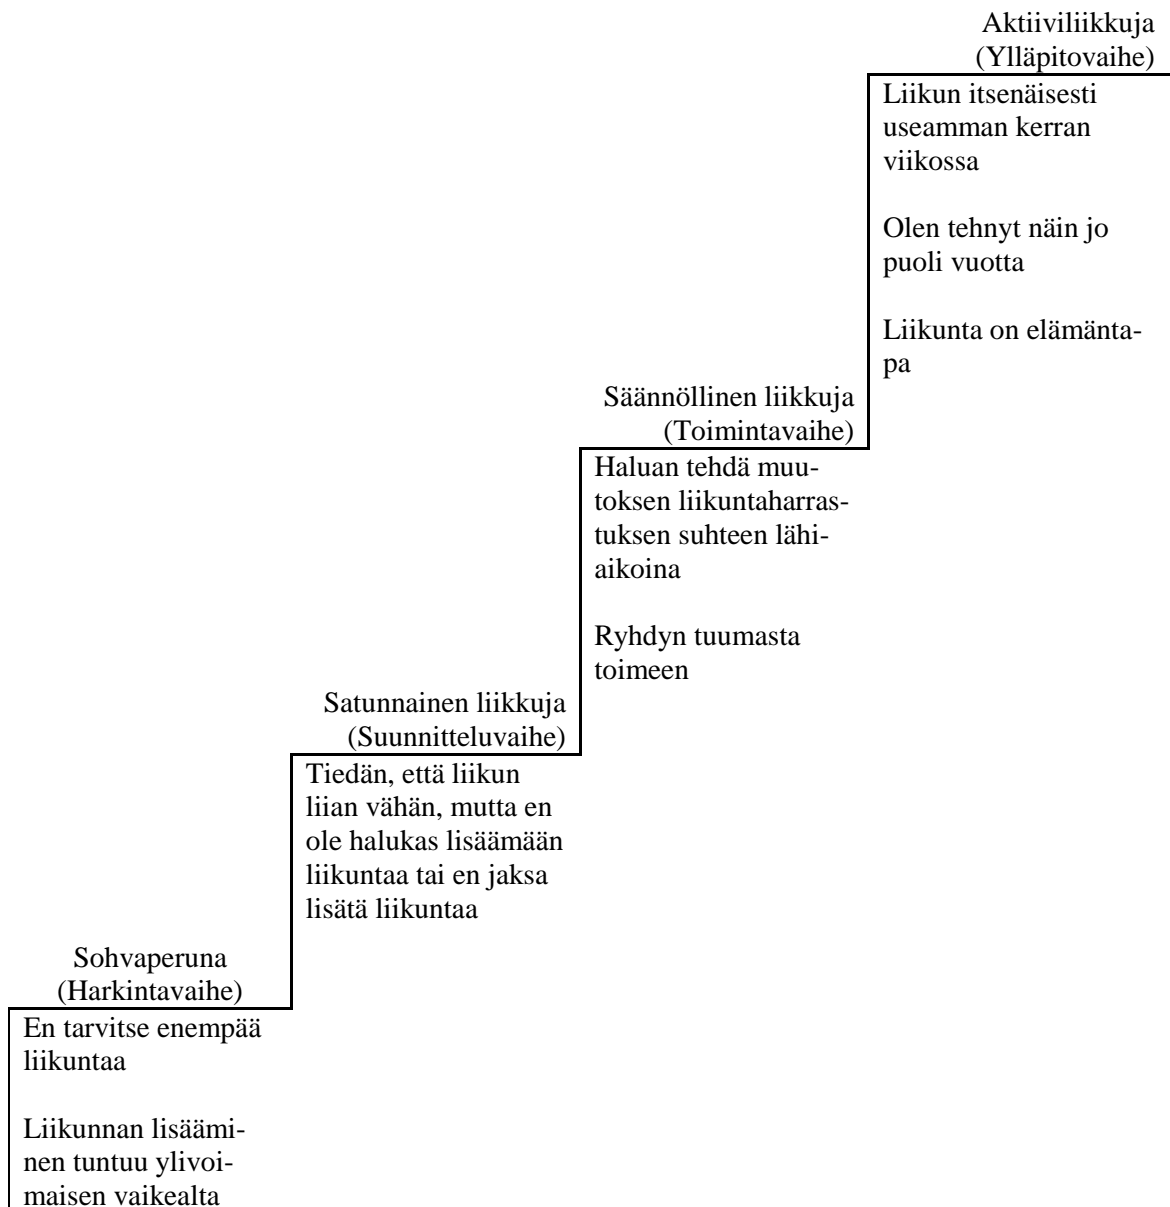 Aktiiviliikkuja
(Ylläpitovaihe)
Liikun itsenäisesti
useamman kerran
viikossa
Olen tehnyt näin jo
puoli vuotta
Liikunta on elämänta-
pa
Säännöllinen liikkuja
(Toimintavaihe)
Haluan tehdä muu-
toksen liikuntaharras-
tuksen suhteen lähi-
aikoina
Ryhdyn tuumasta
toimeen
Satunnainen liikkuja
(Suunnitteluvaihe)
Tiedän, että liikun
liian vähän, mutta en
ole halukas lisäämään
liikuntaa tai en jaksa
lisätä liikuntaa
Sohvaperuna
(Harkintavaihe)
En tarvitse enempää
liikuntaa
Liikunnan lisäämi-
nen tuntuu ylivoi-
maisen vaikealta